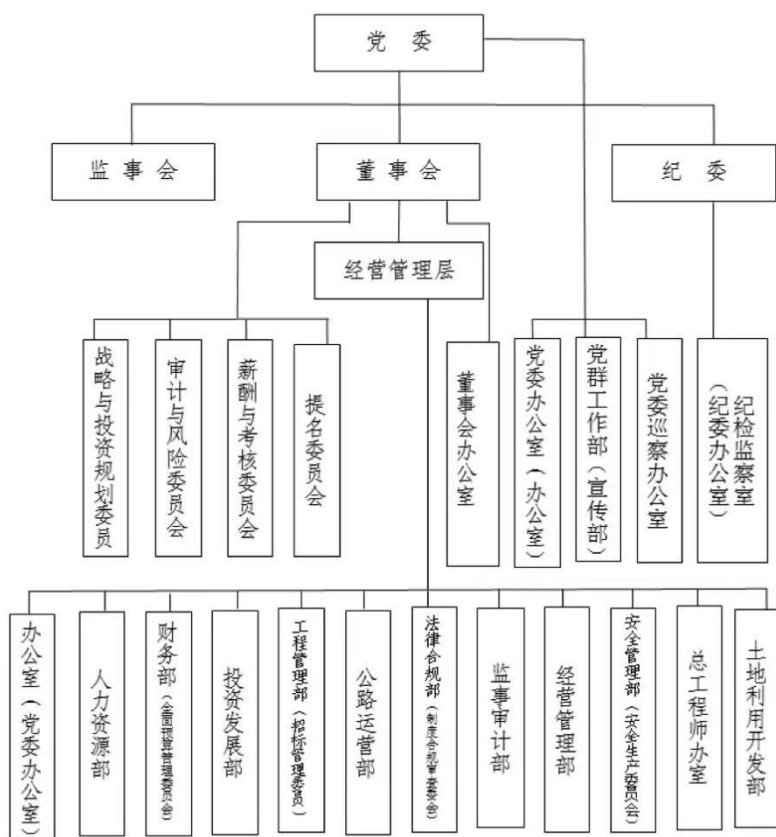 党 委
监 事 会
董 事 会
纪 委
经营管理层
战略与投资规划委员
审计与风险委员会
薪酬与考核委员会
提名委员会
董事会办公室
党委办公室（办公室）
党群工作部（宣传部）
党委巡察办公室
纪检监察室
（纪委办公室）
办公室（党委办公室）
人力资源部
财务部（全面预算管理委员会）
投资发展部
工程管理部（招标管理委员）
公路运营部
法律合规部（制度合规审查委会）
监事审计部
经营管理部
安全管理部（安全生产委员会）
总工程师办室
土地利用开发部